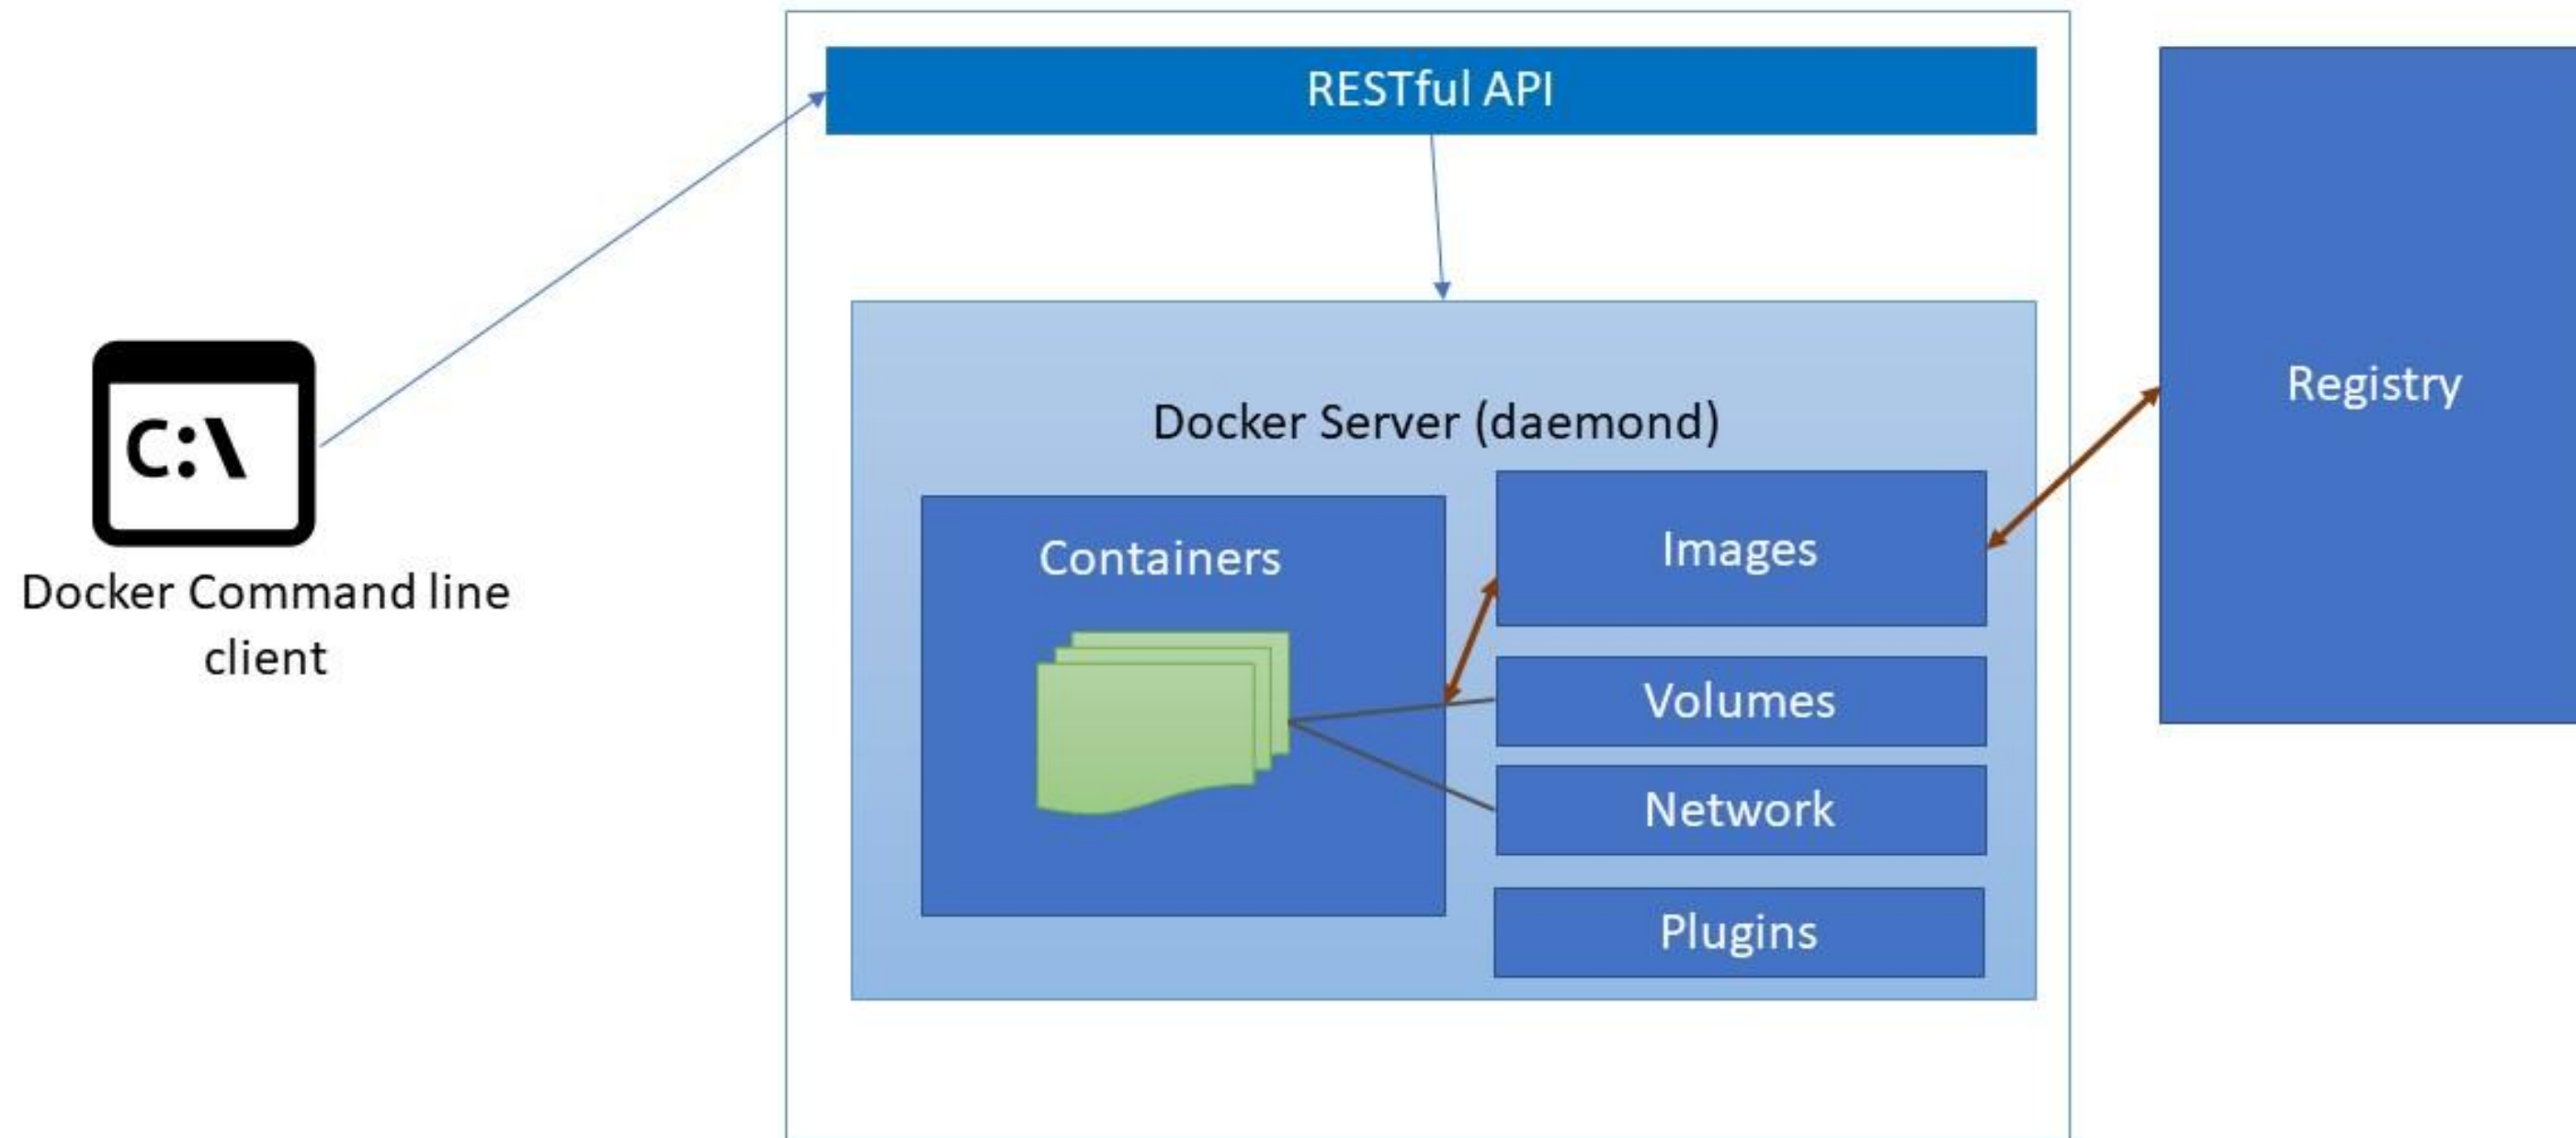 RESTful API
Registry
Docker Server (daemond)
C:\
Docker Command line
client
Containers
Images
Volumes
Network
Plugins